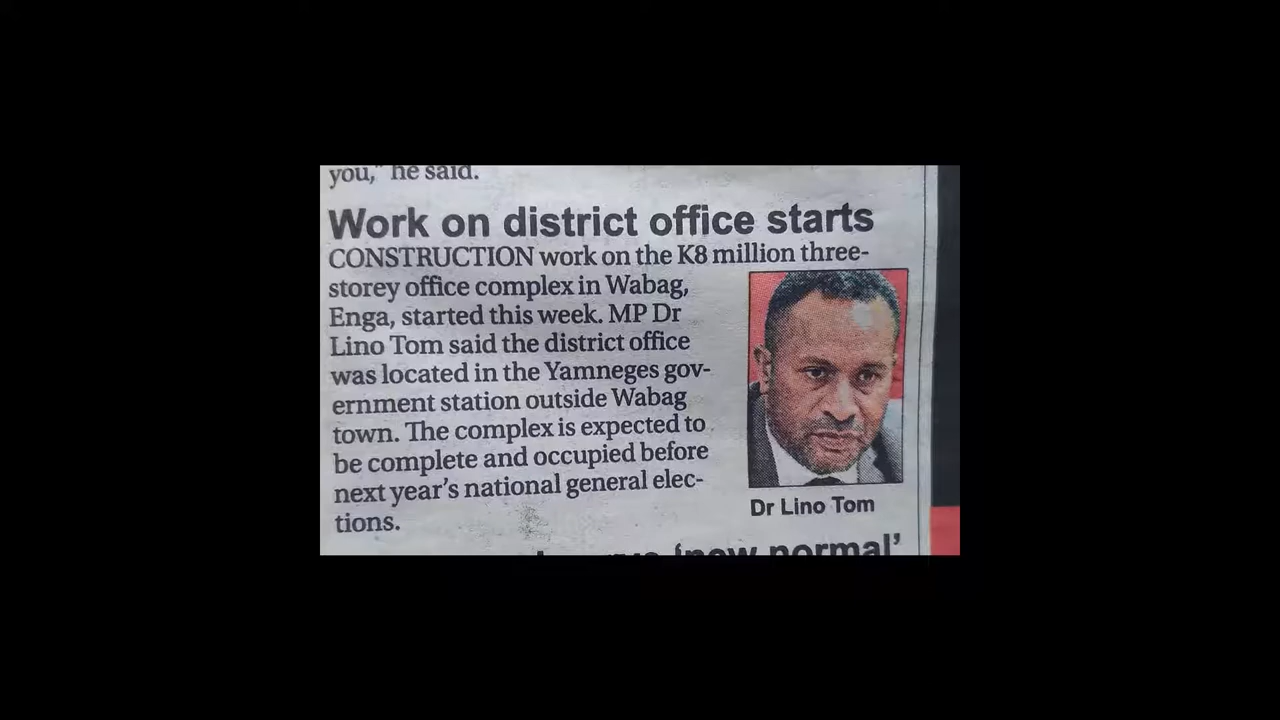 you," he said.
Work on district office starts
CONSTRUCTION work on the K8 million three-
storey office complex in Wabag,
Enga, started this week. MP Dr
Lino Tom said the district office
was located in the Yamneges gov-
ernment station outside Wabag
town. The complex is expected to
be complete and occupied before
next year's national general elec-
tions.
Dr Lino Tom
'new normal'